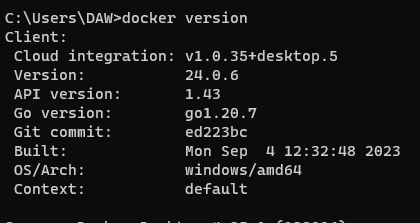 C:\Users\DAW>docker version
Client:
 Cloud integration: v1.0.35+desktop.5
 Version:           24.0.6
 API version:       1.43
 Go version:        go1.20.7
 Git commit:        ed223bc
 Built:             Mon Sep  4 12:32:48 2023
 OS/Arch:           windows/amd64
 Context:           default